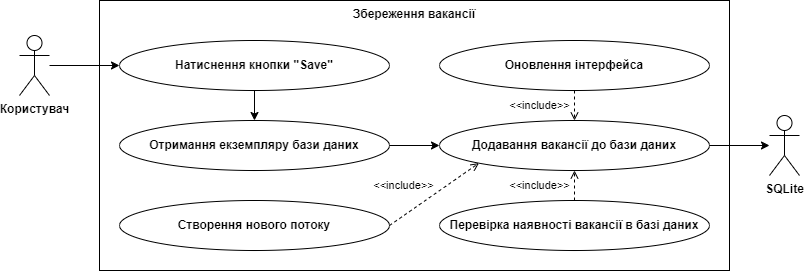 Збереження вакансії
Натиснення кнопки "Save"
Оновлення інтерфейса
Користувач
<<include>>
Отримання екземпляру бази даних
Додавання вакансії до бази даних
SQLite
<<include>>
<<include>>
Створення нового потоку
Перевірка наявності вакансії в базі даних